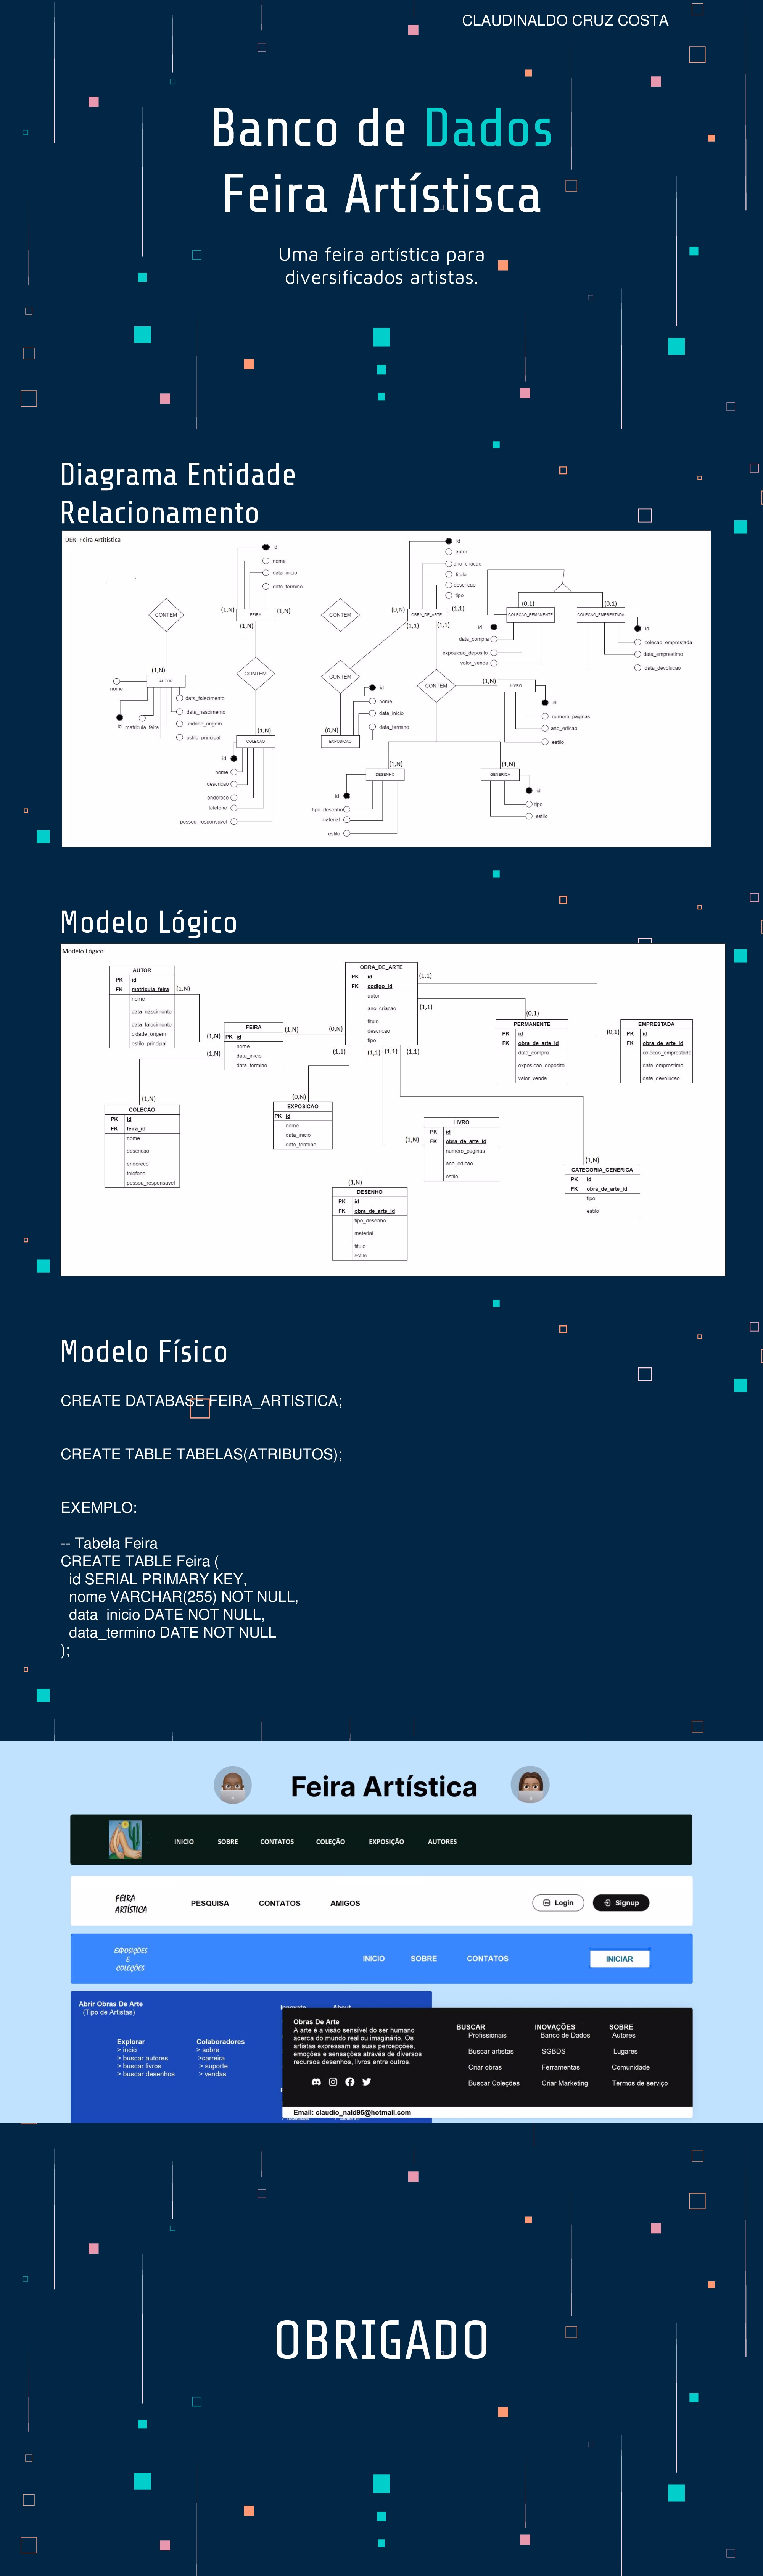 CLAUDINALDO CRUZ COSTA
Banco de Dados
Feira Artístisca
Uma feira artística para
diversificados artistas.
Diagrama Entidade
Relacionamento
DER- Feira Artitistica
id
nome
data_inicio
data_termino
id
autor
ano_criacao
titulo
descricao
tipo
CONTEM
(1,N)
FEIRA
(1,N)
(1,N)
CONTEM
(0,N)
OBRA_DE_ARTE
(1,1)
(1,1)
(1,1)
(0,1)
COLECAO_PEMANENTE
(0,1)
COLECAO_EMPRESTADA
id
data_compra
exposicao_deposito
valor_venda
id
colecao_emprestada
data_emprestimo
data_devolucao
(1,N)
AUTOR
nome
id
matricula_feira
data_falecimento
data_nascimento
cidade_origem
estilo_principal
CONTEM
CONTEM
CONTEM
(1,N)
LIVRO
id
numero_paginas
ano_edicao
estilo
id
nome
data_inicio
data_termino
(1,N)
COLECAO
(0,N)
EXPOSICAO
id
nome
descricao
endereco
telefone
pessoa_responsavel
(1,N)
DESENHO
id
tipo_desenho
material
estilo
(1,N)
GENERICA
id
tipo
estilo
Modelo Lógico
Modelo Lógico
AUTOR
PK id
FK matricula_feira
nome
data_nascimento
data_falecimento
cidade_origem
estilo_principal
(1,N)
(1,N)
(1,N)
FEIRA
PK id
nome
data_inicio
data_termino
(1,N)
(0,N)
OBRA_DE_ARTE
PK id
FK codigo_id
autor
ano_criacao
titulo
descricao
tipo
(1,1)
(1,1)
(1,1)
(1,1)
(1,1)
(1,1)
(0,1)
PERMANENTE
PK id
FK obra_de_arte_id
data_compra
exposicao_deposito
valor_venda
(0,1)
EMPRESTADA
PK id
FK obra_de_arte_id
colecao_emprestada
data_emprestimo
data_devolucao
(1,N)
COLECAO
PK id
FK feira_id
nome
descricao
endereco
telefone
pessoa_responsavel
(0,N)
EXPOSICAO
PK id
nome
data_inicio
data_termino
(1,N)
LIVRO
PK id
FK obra_de_arte_id
numero_paginas
ano_edicao
estilo
(1,N)
CATEGORIA_GENERICA
PK id
FK obra_de_arte_id
tipo
estilo
(1,N)
DESENHO
PK id
FK obra_de_arte_id
tipo_desenho
material
titulo
estilo
Modelo Físico
CREATE DATABASE FEIRA_ARTISTICA;
CREATE TABLE TABELAS(ATRIBUTOS);
EXEMPLO:
-- Tabela Feira
CREATE TABLE Feira (
id SERIAL PRIMARY KEY,
nome VARCHAR(255) NOT NULL,
data_inicio DATE NOT NULL,
data_termino DATE NOT NULL
);
Feira Artística
INICIO SOBRE CONTATOS COLEÇÃO EXPOSIÇÃO AUTORES
FEIRA
ARTÍSTICA
PESQUISA CONTATOS AMIGOS
Login
Signup
EXPOSIÇÕES
E
COLEÇÕES
INICIO SOBRE CONTATOS
INICIAR
Abrir Obras De Arte
(Tipo de Artistas)
Explorar
> incio
> buscar autores
> buscar livros
> buscar desenhos
Colaboradores
> sobre
>carreira
> suporte
> vendas
Obras De Arte
A arte é a visão sensível do ser humano
acerca do mundo real ou imaginário. Os
artistas expressam as suas percepções,
emoções e sensações através de diversos
recursos desenhos, livros entre outros.
BUSCAR
Profissionais
Buscar artistas
Criar obras
Buscar Coleções
INOVAÇÕES
Banco de Dados
SGBDS
Ferramentas
Criar Marketing
SOBRE
Autores
Lugares
Comunidade
Termos de serviço
Email: claudio_nald95@hotmail.com
OBRIGADO